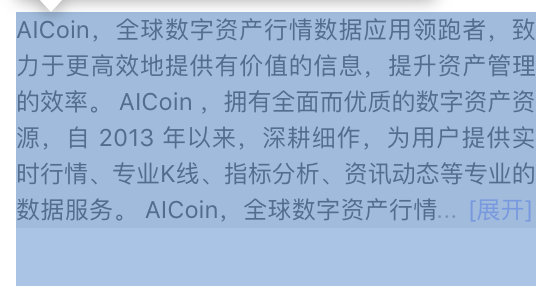 AICoin，全球数字资产行情数据应用领跑者，致
力于更高效地提供有价值的信息，提升资产管理
的效率。 AICoin ，拥有全面而优质的数字资产资
源，自 2013 年以来，深耕细作，为用户提供实
时行情、专业K线、指标分析、资讯动态等专业的
数据服务。 AICoin，全球数字资产行情... [展开]